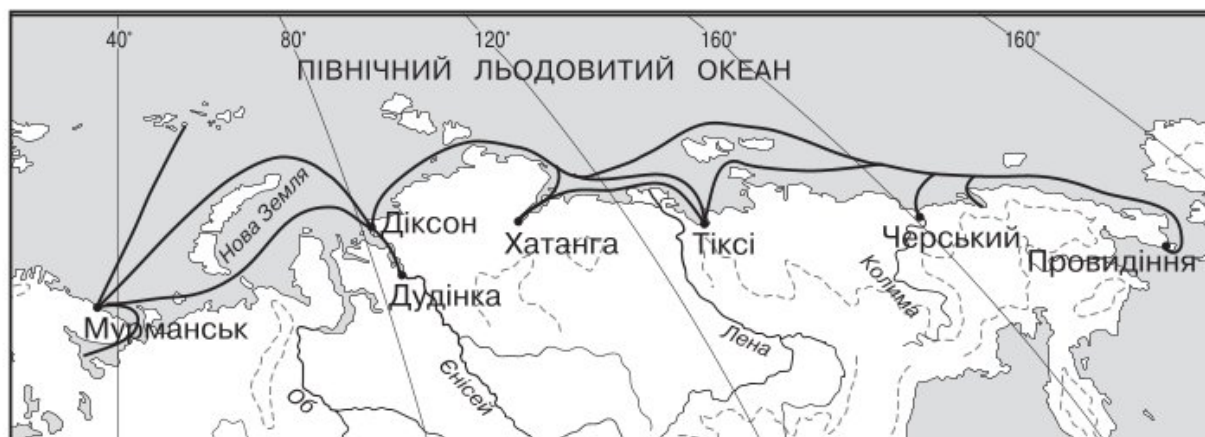 40° 80° 120° 160° 160°
ПІВНІЧНИЙ ЛЬОДОВИТИЙ ОКЕАН
Нова Земля
Діксон
Хатанга
Тіксі
Черський
Провидіння
Дудінка
Мурманськ
Колима
Лена
Єнісей
Об